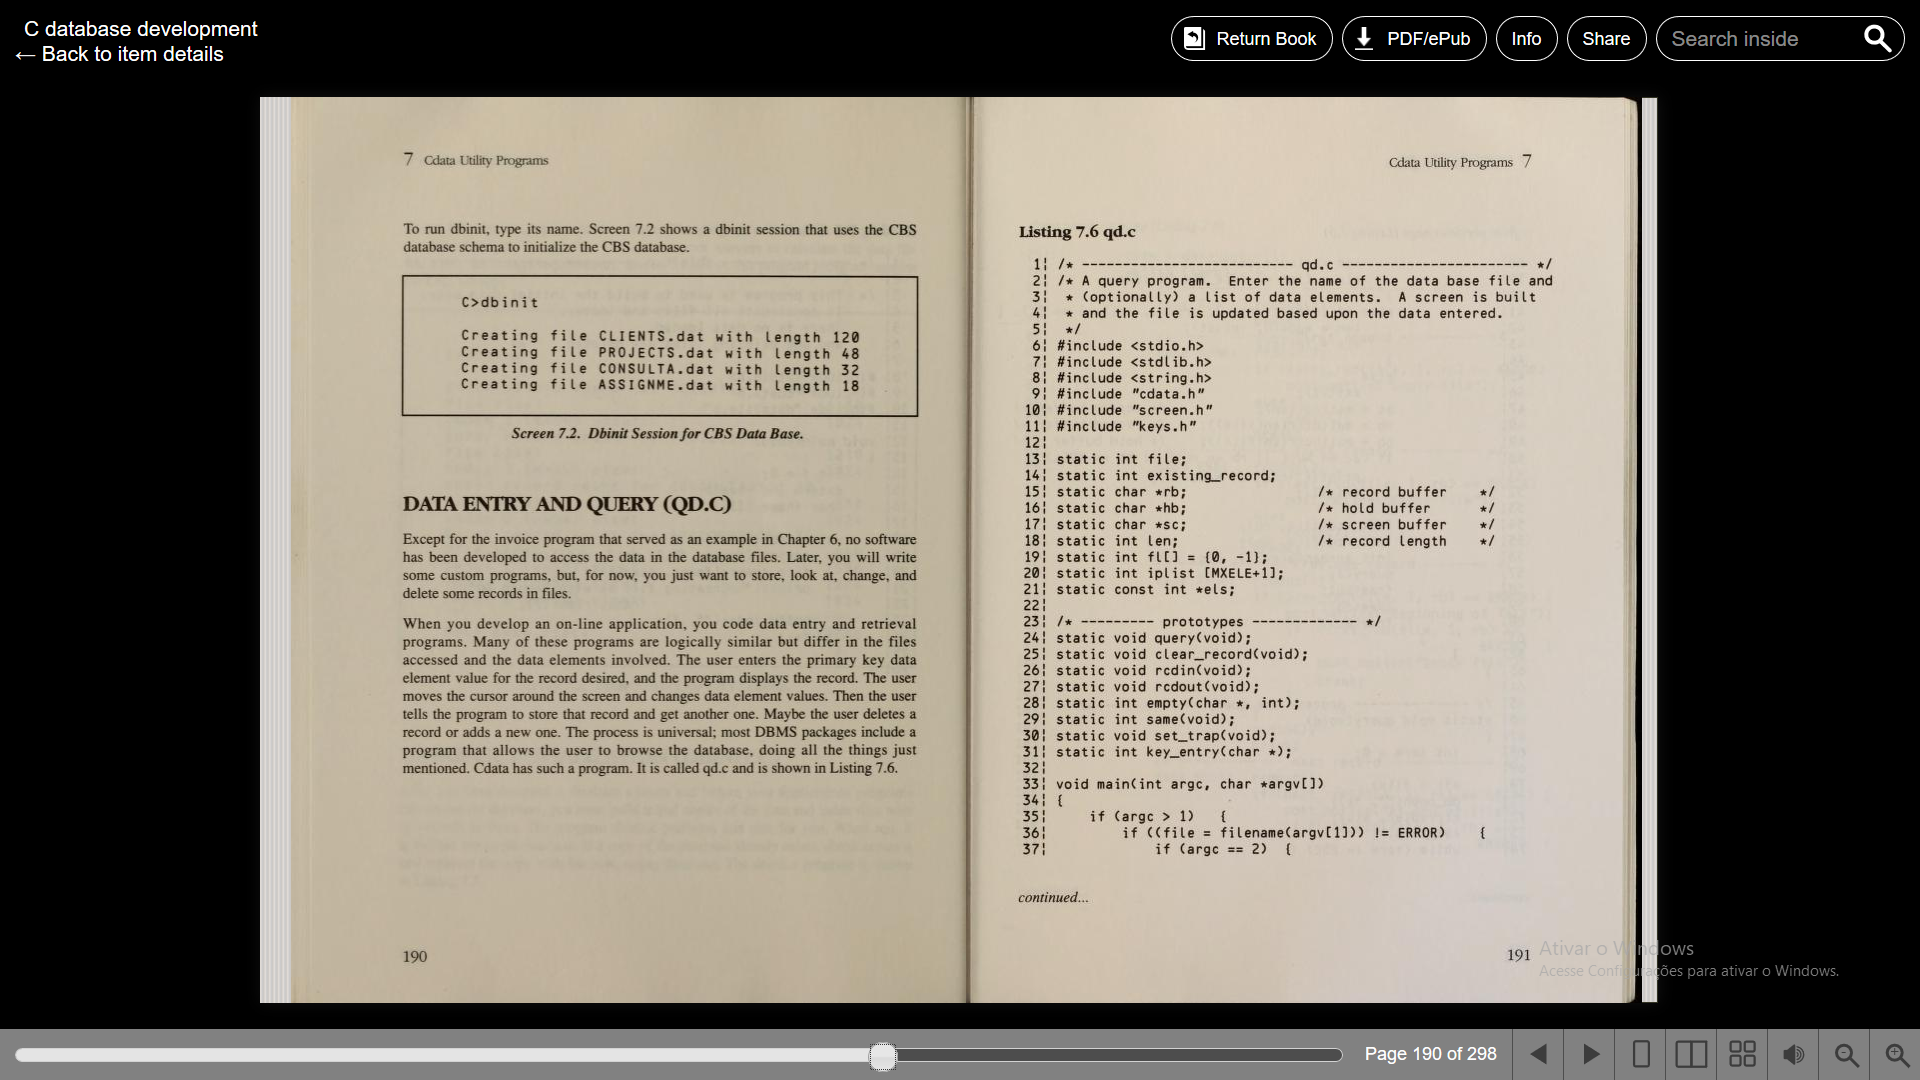 C database development
← Back to item details
Return Book
PDF/ePub
Info
Share
Search inside
7 Cdata Utility Programs
To run dbinit, type its name. Screen 7.2 shows a dbinit session that uses the CBS
database schema to initialize the CBS database.
C>dbinit
Creating file CLIENTS.dat with length 120
Creating file PROJECTS.dat with length 48
Creating file CONSULTA.dat with length 32
Creating file ASSIGNME.dat with length 18
Screen 7.2. Dbinit Session for CBS Data Base.
DATA ENTRY AND QUERY (QD.C)
Except for the invoice program that served as an example in Chapter 6, no software
has been developed to access the data in the database files. Later, you will write
some custom programs, but, for now, you just want to store, look at, change, and
delete some records in files.
When you develop an on-line application, you code data entry and retrieval
programs. Many of these programs are logically similar but differ in the files
accessed and the data elements involved. The user enters the primary key data
element value for the record desired, and the program displays the record. The user
moves the cursor around the screen and changes data element values. Then the user
tells the program to store that record and get another one. Maybe the user deletes a
record or adds a new one. The process is universal; most DBMS packages include a
program that allows the user to browse the database, doing all the things just
mentioned. Cdata has such a program. It is called qd.c and is shown in Listing 7.6.
190
Cdata Utility Programs 7
Listing 7.6 qd.c
1¦ /* -------------------------- qd.c ----------------------- */
2¦ /* A query program.  Enter the name of the data base file and
3¦  * (optionally) a list of data elements.  A screen is built
4¦  * and the file is updated based upon the data entered.
5¦  */
6¦ #include <stdio.h>
7¦ #include <stdlib.h>
8¦ #include <string.h>
9¦ #include "cdata.h"
10¦ #include "screen.h"
11¦ #include "keys.h"
12¦
13¦ static int file;
14¦ static int existing_record;
15¦ static char *rb;                /* record buffer    */
16¦ static char *hb;                /* hold buffer      */
17¦ static char *sc;                /* screen buffer    */
18¦ static int len;                 /* record length    */
19¦ static int fl[] = {0, -1};
20¦ static int iplist [MXELE+1];
21¦ static const int *els;
22¦
23¦ /* --------- prototypes ------------- */
24¦ static void query(void);
25¦ static void clear_record(void);
26¦ static void rcdin(void);
27¦ static void rcdout(void);
28¦ static int empty(char *, int);
29¦ static int same(void);
30¦ static void set_trap(void);
31¦ static int key_entry(char *);
32¦
33¦ void main(int argc, char *argv[])
34¦ {
35¦     if (argc > 1)   {
36¦         if ((file = filename(argv[1])) != ERROR)    {
37¦             if (argc == 2)  {
continued...
191
Ativar o Windows
Acesse Configurações para ativar o Windows.
Page 190 of 298